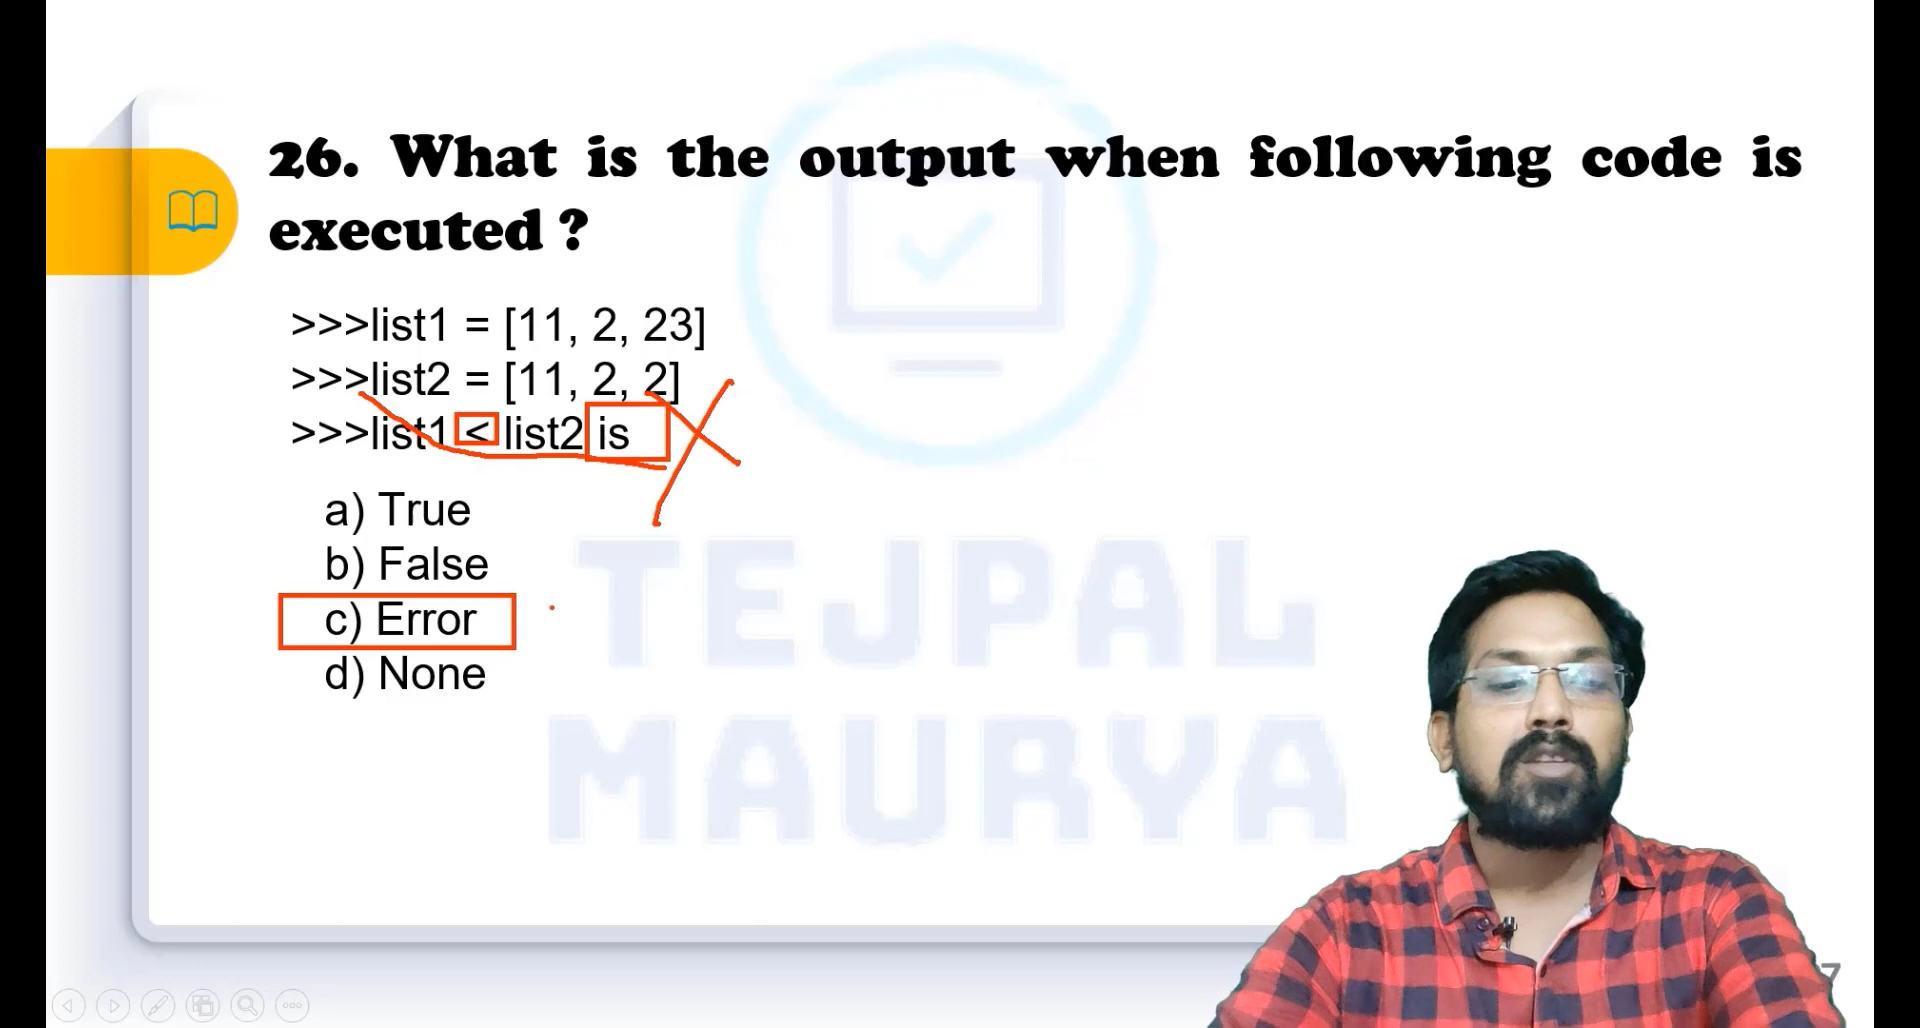 26. What is the output when following code is
executed ?
>>>list1 = [11, 2, 23]
>>>list2 = [11, 2, 2]
>>>list1 < list2 is
a) True
b) False
c) Error
d) None
TEJPAL
MAURYA
7